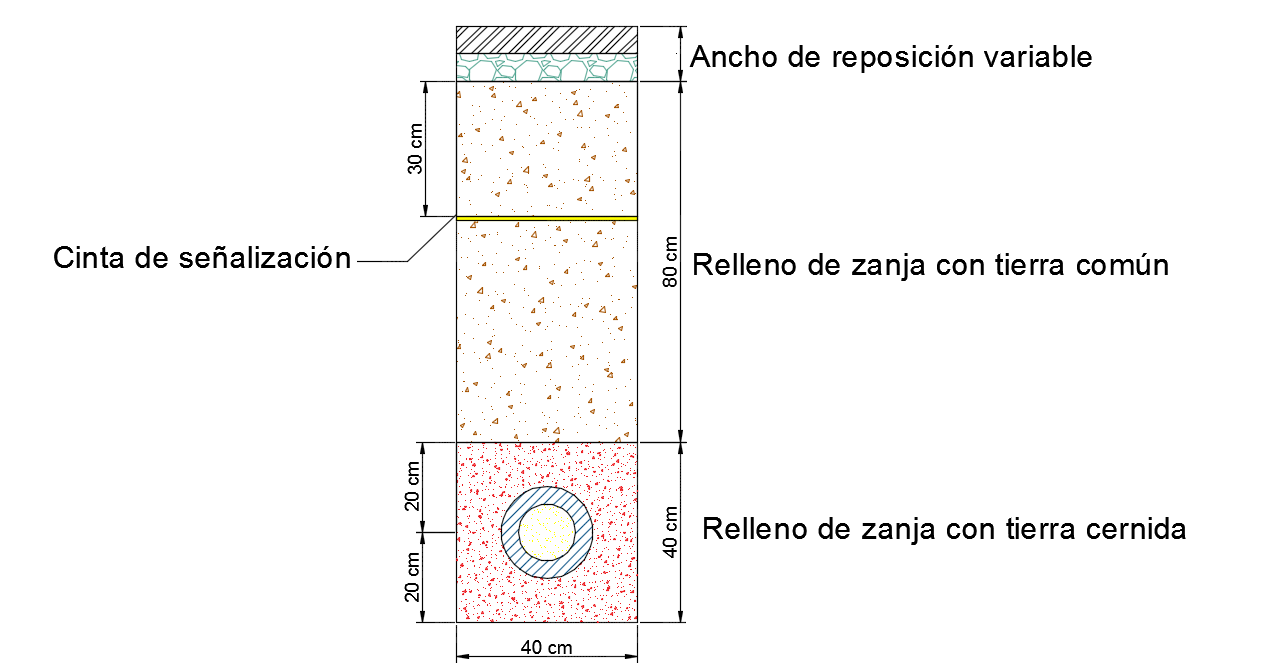 Ancho de reposición variable
30 cm
Cinta de señalización
80 cm
Relleno de zanja con tierra común
20 cm
40 cm
Relleno de zanja con tierra cernida
20 cm
40 cm